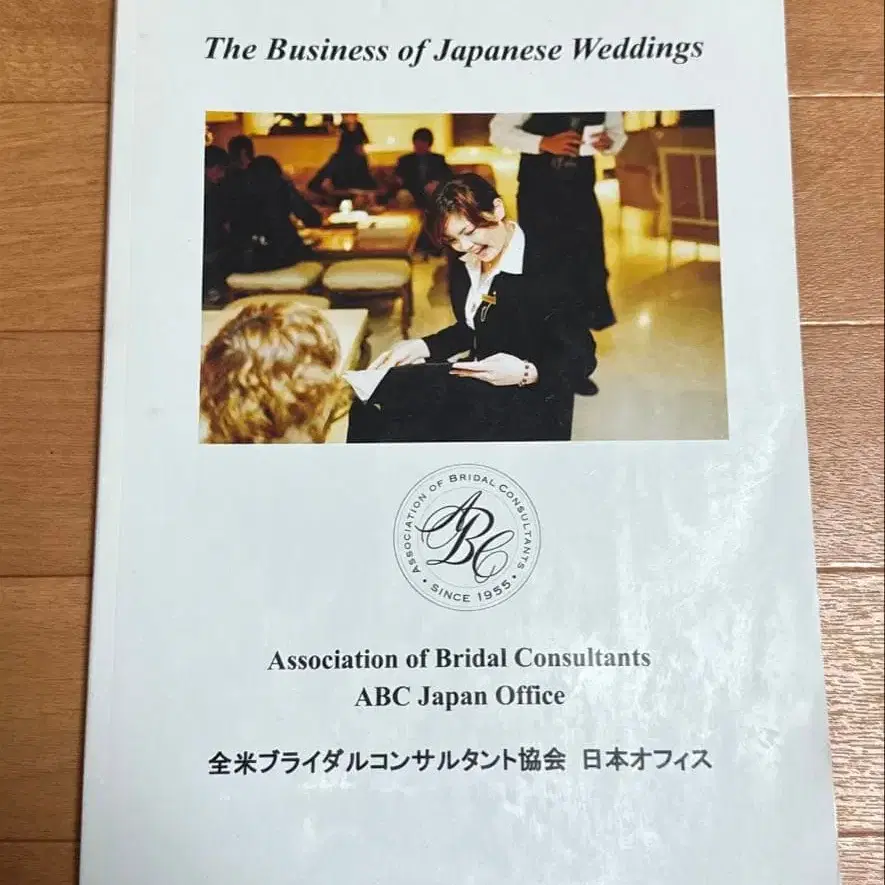 The Business of Japanese Weddings
ASSOCIATION OF BRIDAL CONSULTANTS
ABC
• SINCE 1955 •
Association of Bridal Consultants
ABC Japan Office
全米ブライダルコンサルタント協会 日本オフィス